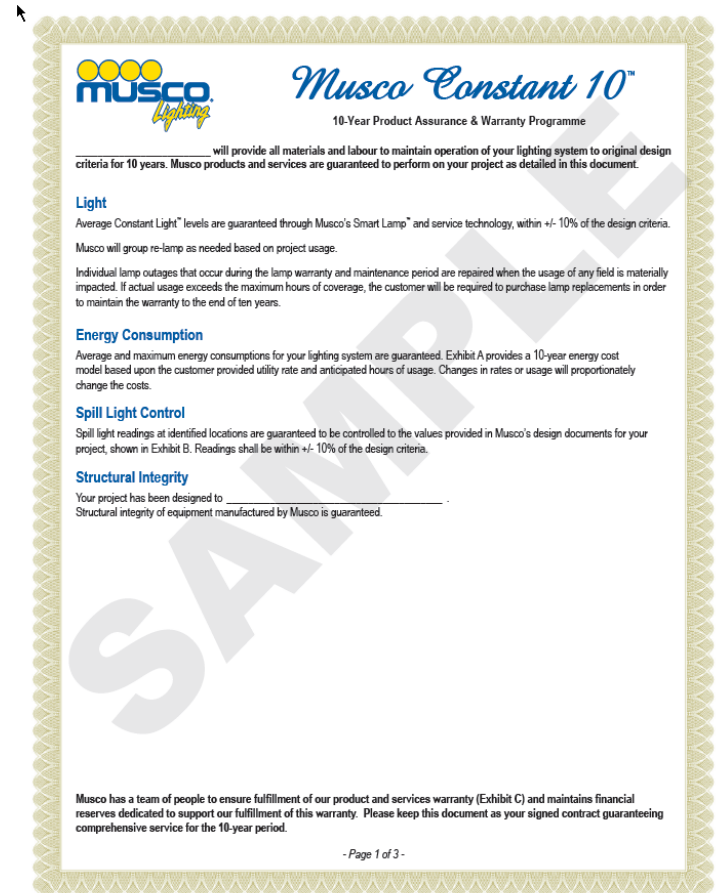 musco.
Lighting
Musco Constant 10™
10-Year Product Assurance & Warranty Programme
_________________________ will provide all materials and labour to maintain operation of your lighting system to original design
criteria for 10 years. Musco products and services are guaranteed to perform on your project as detailed in this document.
Light
Average Constant Light™ levels are guaranteed through Musco's Smart Lamp™ and service technology, within +/- 10% of the design criteria.
Musco will group re-lamp as needed based on project usage.
Individual lamp outages that occur during the lamp warranty and maintenance period are repaired when the usage of any field is materially
impacted. If actual usage exceeds the maximum hours of coverage, the customer will be required to purchase lamp replacements in order
to maintain the warranty to the end of ten years.
Energy Consumption
Average and maximum energy consumptions for your lighting system are guaranteed. Exhibit A provides a 10-year energy cost
model based upon the customer provided utility rate and anticipated hours of usage. Changes in rates or usage will proportionately
change the costs.
Spill Light Control
Spill light readings at identified locations are guaranteed to be controlled to the values provided in Musco's design documents for your
project, shown in Exhibit B. Readings shall be within +/- 10% of the design criteria.
Structural Integrity
Your project has been designed to ________________________________________ .
Structural integrity of equipment manufactured by Musco is guaranteed.
SAMPLE
Musco has a team of people to ensure fulfillment of our product and services warranty (Exhibit C) and maintains financial
reserves dedicated to support our fulfillment of this warranty. Please keep this document as your signed contract guaranteeing
comprehensive service for the 10-year period.
- Page 1 of 3 -